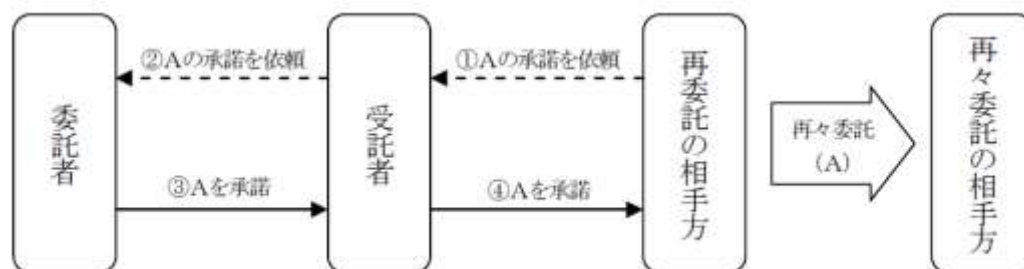 委託者
②Aの承諾を依頼
③Aを承諾
受託者
①Aの承諾を依頼
④Aを承諾
再委託の相手方
再々委託
(A)
再々委託の相手方